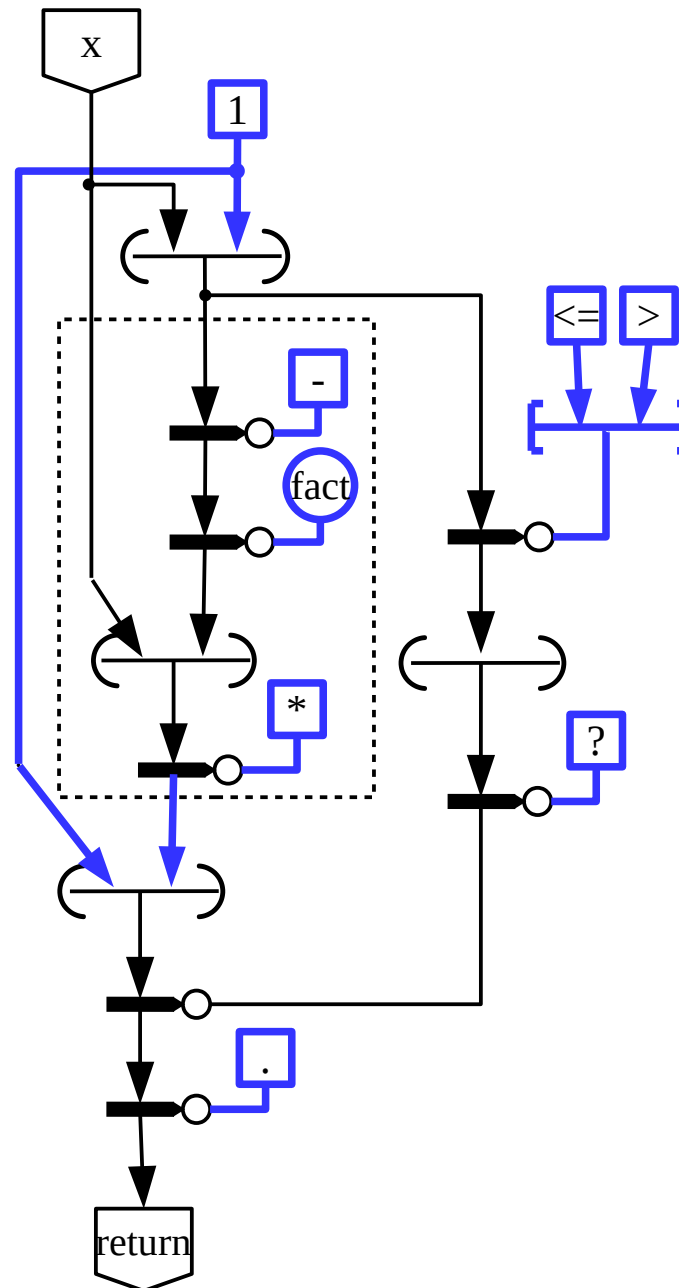 x
1
<=
>
-
fact
*
?
.
return